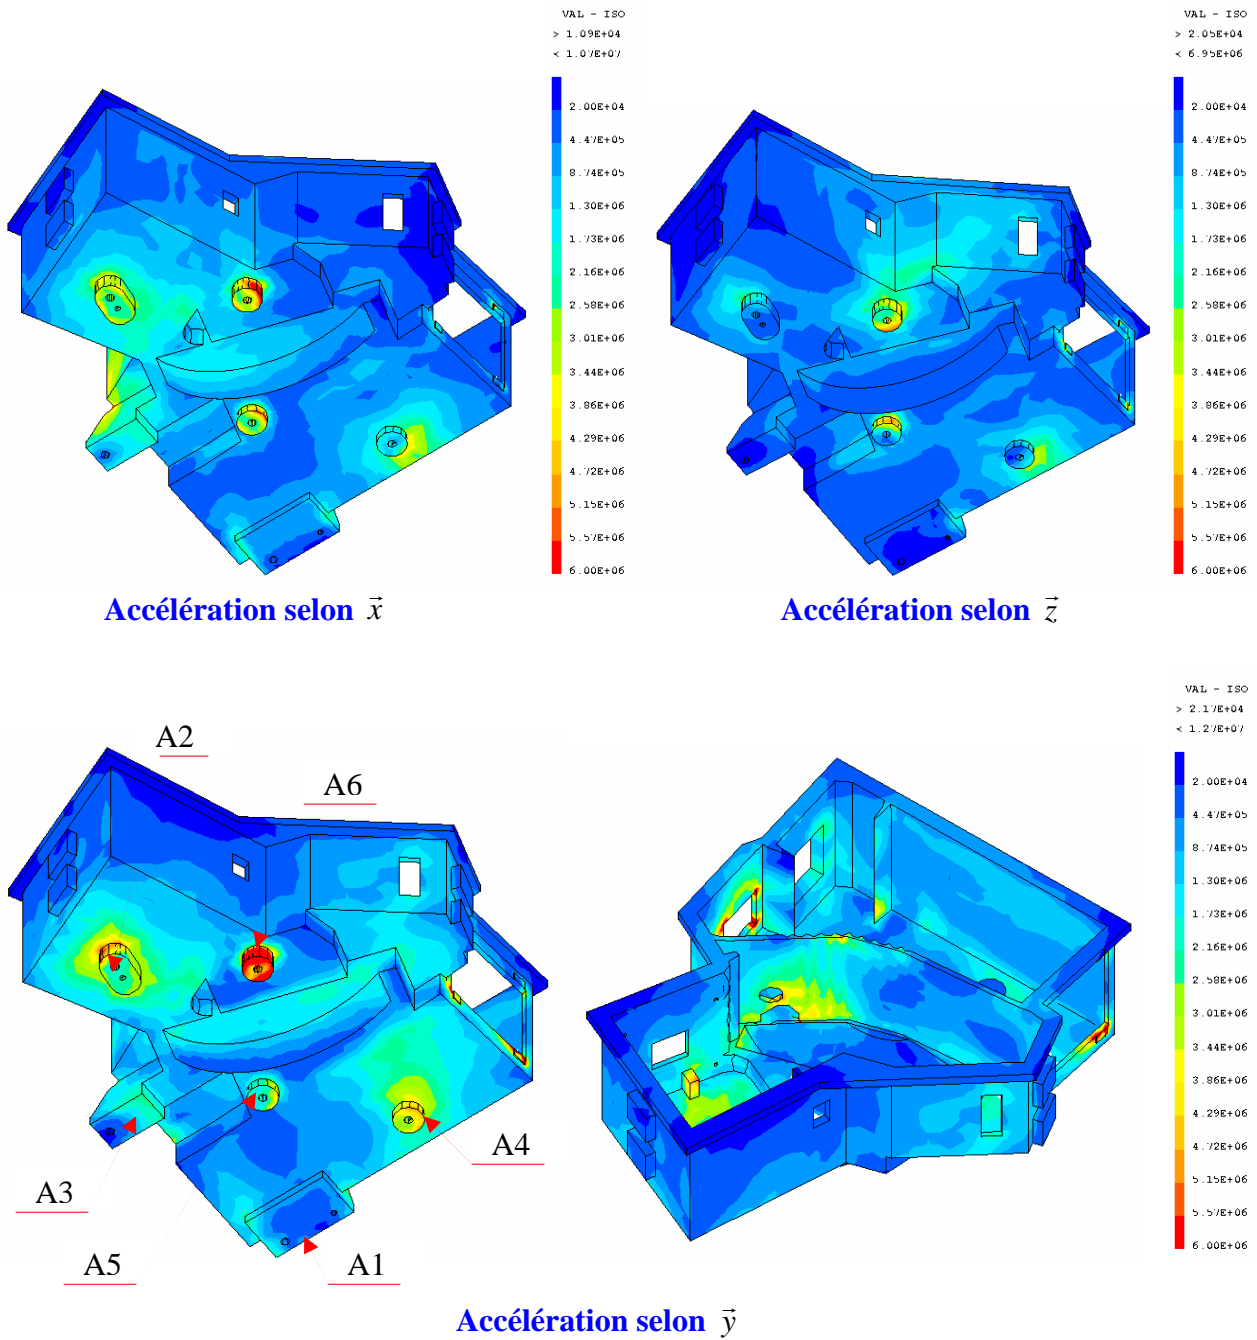 VAL - ISO
> 1.09E+04
< 1.07E+07
2.00E+04
4.47E+05
8.74E+05
1.30E+06
1.73E+06
2.16E+06
2.58E+06
3.01E+06
3.44E+06
3.86E+06
4.29E+06
4.72E+06
5.15E+06
5.57E+06
6.00E+06
Accélération selon x⃗
VAL - ISO
> 2.05E+04
< 6.95E+06
2.00E+04
4.47E+05
8.74E+05
1.30E+06
1.73E+06
2.16E+06
2.58E+06
3.01E+06
3.44E+06
3.86E+06
4.29E+06
4.72E+06
5.15E+06
5.57E+06
6.00E+06
Accélération selon z⃗
A2
A6
A4
A3
A5
A1
VAL - ISO
> 2.17E+04
< 1.27E+07
2.00E+04
4.47E+05
8.74E+05
1.30E+06
1.73E+06
2.16E+06
2.58E+06
3.01E+06
3.44E+06
3.86E+06
4.29E+06
4.72E+06
5.15E+06
5.57E+06
6.00E+06
Accélération selon y⃗